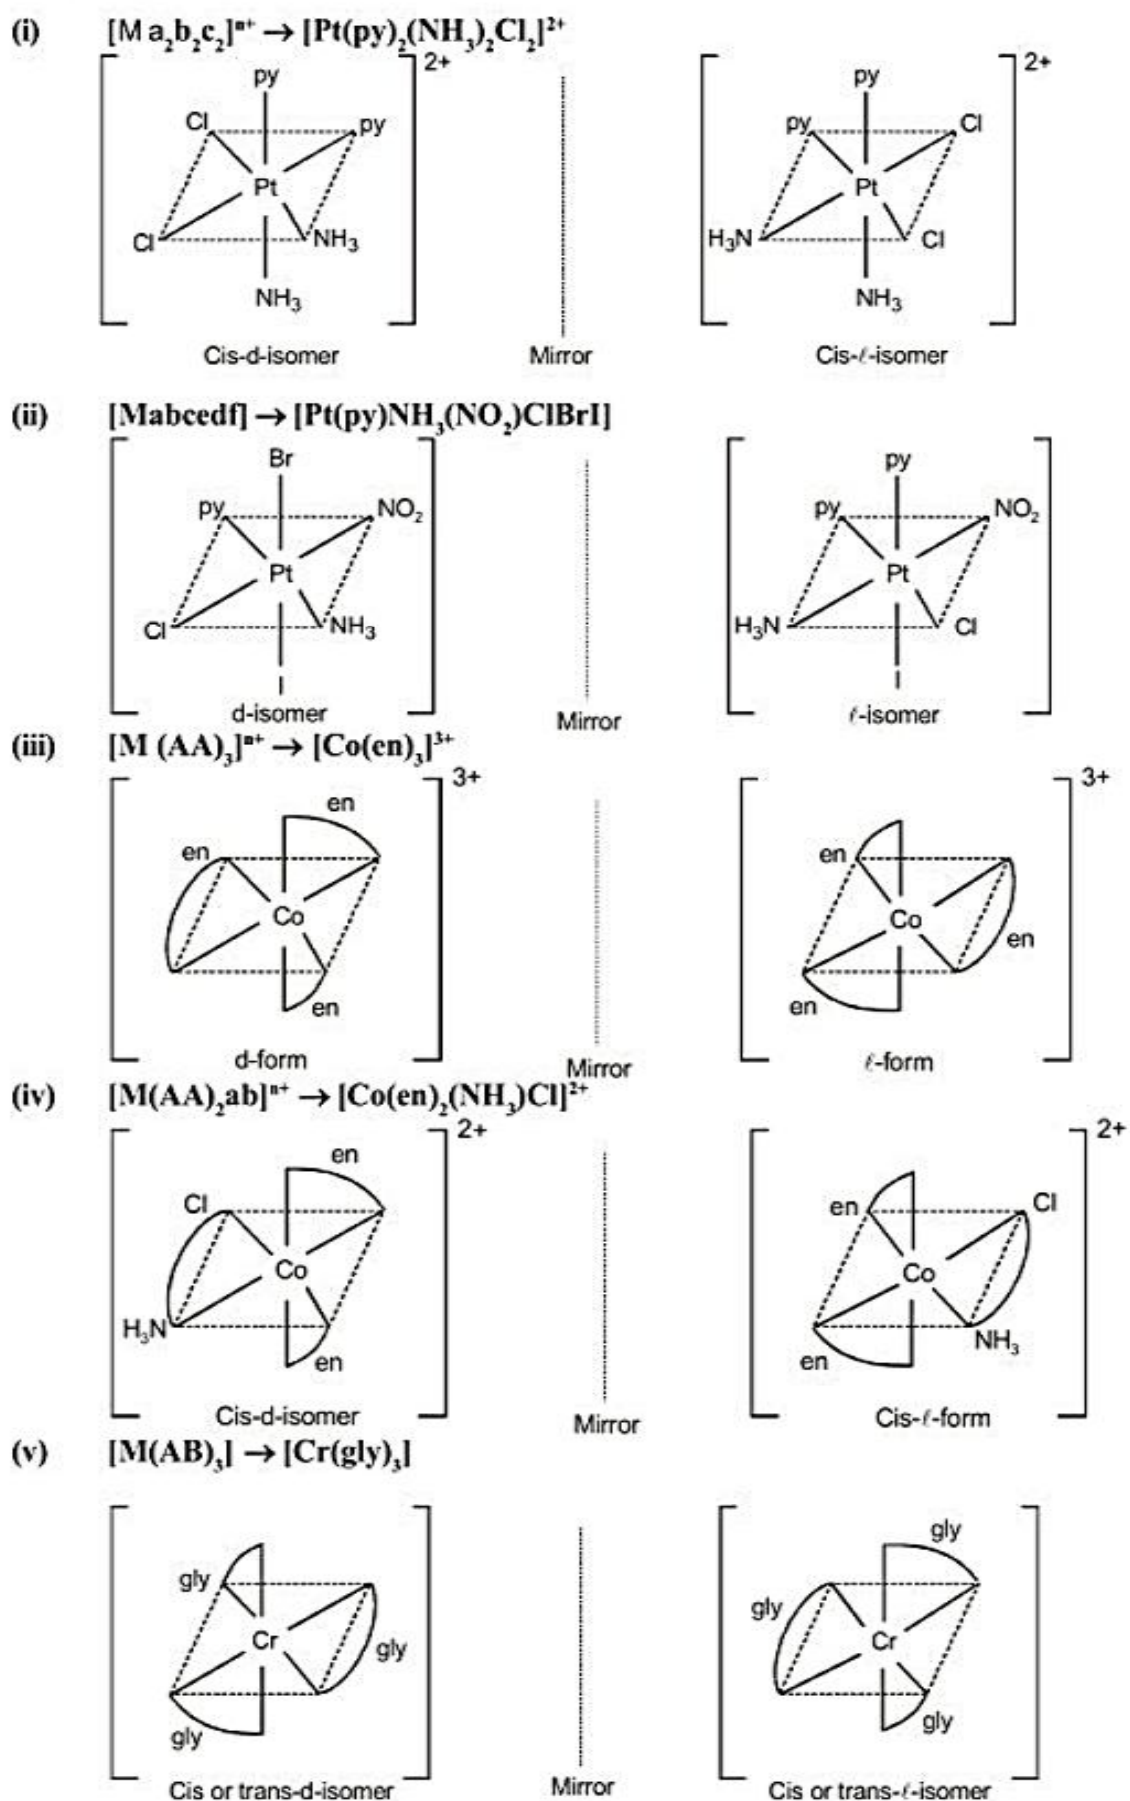 (i) [Ma₂b₂c₂]ⁿ⁺ → [Pt(py)₂(NH₃)₂Cl₂]²⁺
2+ 2+
py py
Cl py py Cl
Pt Pt
Cl NH₃ H₃N Cl
NH₃ NH₃
Cis-d-isomer Mirror Cis-ℓ-isomer
(ii) [Mabcedf] → [Pt(py)NH₃(NO₂)ClBrI]
Br py
py NO₂ py NO₂
Pt Pt
Cl NH₃ H₃N Cl
I I
d-isomer Mirror ℓ-isomer
(iii) [M (AA)₃]ⁿ⁺ → [Co(en)₃]³⁺
3+ 3+
en
en en
Co Co
en
en en
d-form Mirror ℓ-form
(iv) [M(AA)₂ab]ⁿ⁺ → [Co(en)₂(NH₃)Cl]²⁺
2+ 2+
en
Cl en Cl
Co Co
H₃N NH₃
en en
Cis-d-isomer Mirror Cis-ℓ-form
(v) [M(AB)₃] → [Cr(gly)₃]
gly
gly gly
Cr Cr
gly
gly gly
Cis or trans-d-isomer Mirror Cis or trans-ℓ-isomer